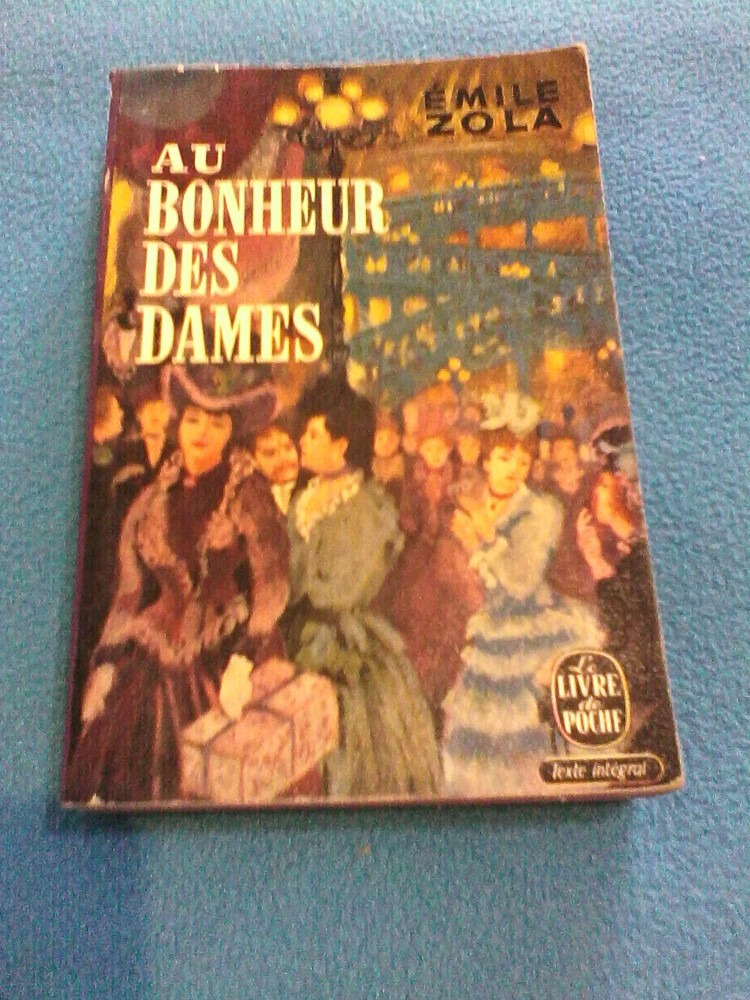 ÉMILE
ZOLA
AU
BONHEUR
DES
DAMES
Le
LIVRE
de
POCHE
Texte intégral